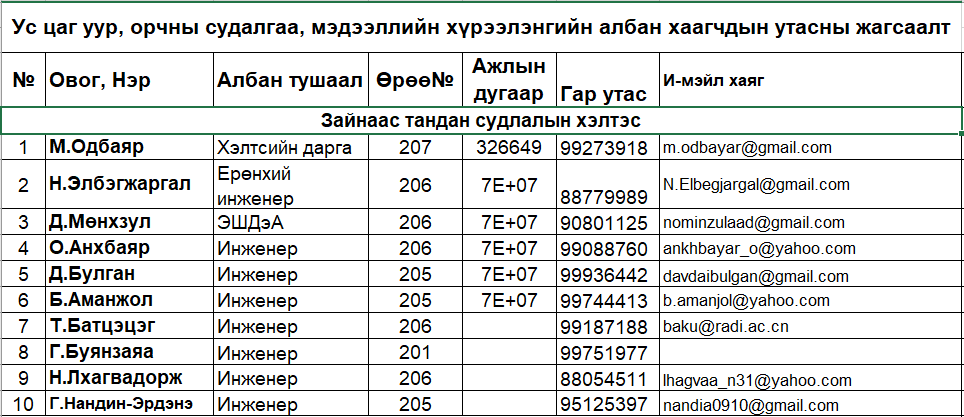 Ус цаг уур, орчны судалгаа, мэдээллийн хүрээлэнгийн албан хаагчдын утасны жагсаалт
№ Овог, Нэр Албан тушаал Өрөө№ Ажлын дугаар Гар утас И-мэйл хаяг
Зайнаас тандан судлалын хэлтэс
1 М.Одбаяр Хэлтсийн дарга 207 326649 99273918 m.odbayar@gmail.com
2 Н.Элбэгжаргал Ерөнхий инженер 206 7E+07 88779989 N.Elbegjargal@gmail.com
3 Д.Мөнхзул ЭШДэА 206 7E+07 90801125 nominzulaad@gmail.com
4 О.Анхбаяр Инженер 206 7E+07 99088760 ankhbayar_o@yahoo.com
5 Д.Булган Инженер 205 7E+07 99936442 davdaibulgan@gmail.com
6 Б.Аманжол Инженер 205 7E+07 99744413 b.amanjol@yahoo.com
7 Т.Батцэцэг Инженер 206 99187188 baku@radi.ac.cn
8 Г.Буянзаяа Инженер 201 99751977
9 Н.Лхагвадорж Инженер 206 88054511 lhagvaa_n31@yahoo.com
10 Г.Нандин-Эрдэнэ Инженер 205 95125397 nandia0910@gmail.com